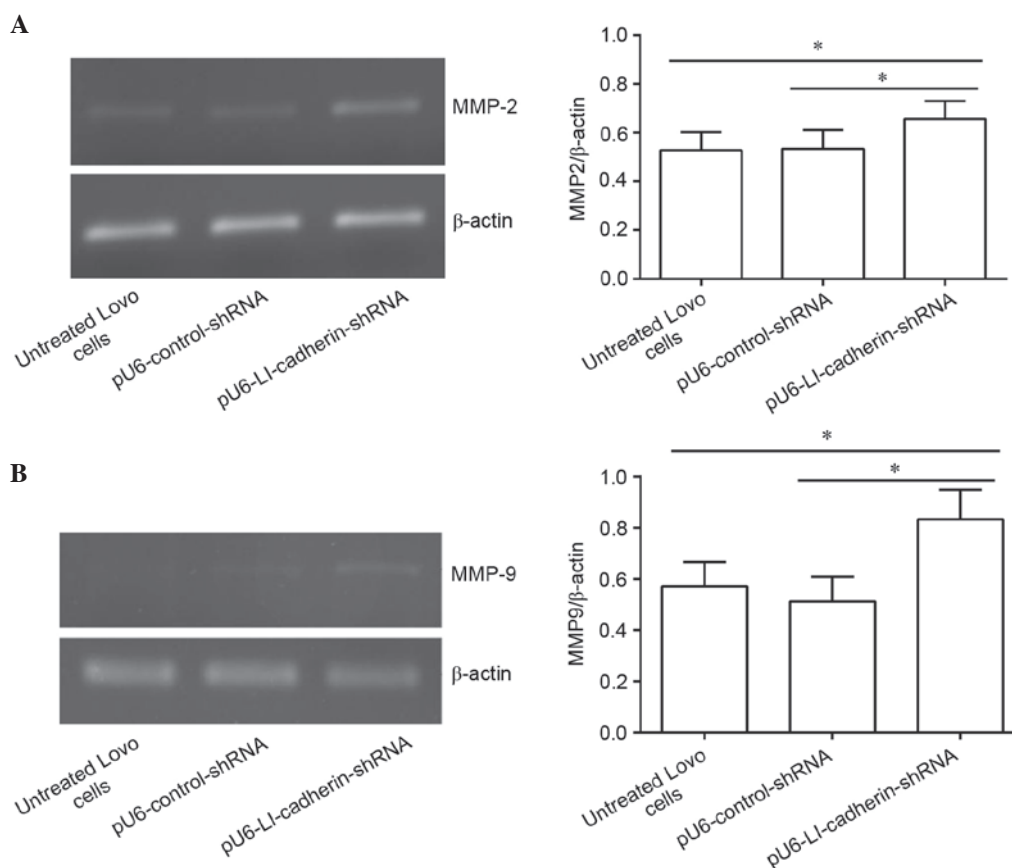 A
MMP-2
β-actin
Untreated Lovo
cells
pU6-control-shRNA
pU6-LI-cadherin-shRNA
MMP2/β-actin
1.0
0.8
0.6
0.4
0.2
0.0
*
*
Untreated Lovo
cells
pU6-control-shRNA
pU6-LI-cadherin-shRNA
B
MMP-9
β-actin
Untreated Lovo
cells
pU6-control-shRNA
pU6-LI-cadherin-shRNA
MMP9/β-actin
1.0
0.8
0.6
0.4
0.2
0.0
*
*
Untreated Lovo
cells
pU6-control-shRNA
pU6-LI-cadherin-shRNA